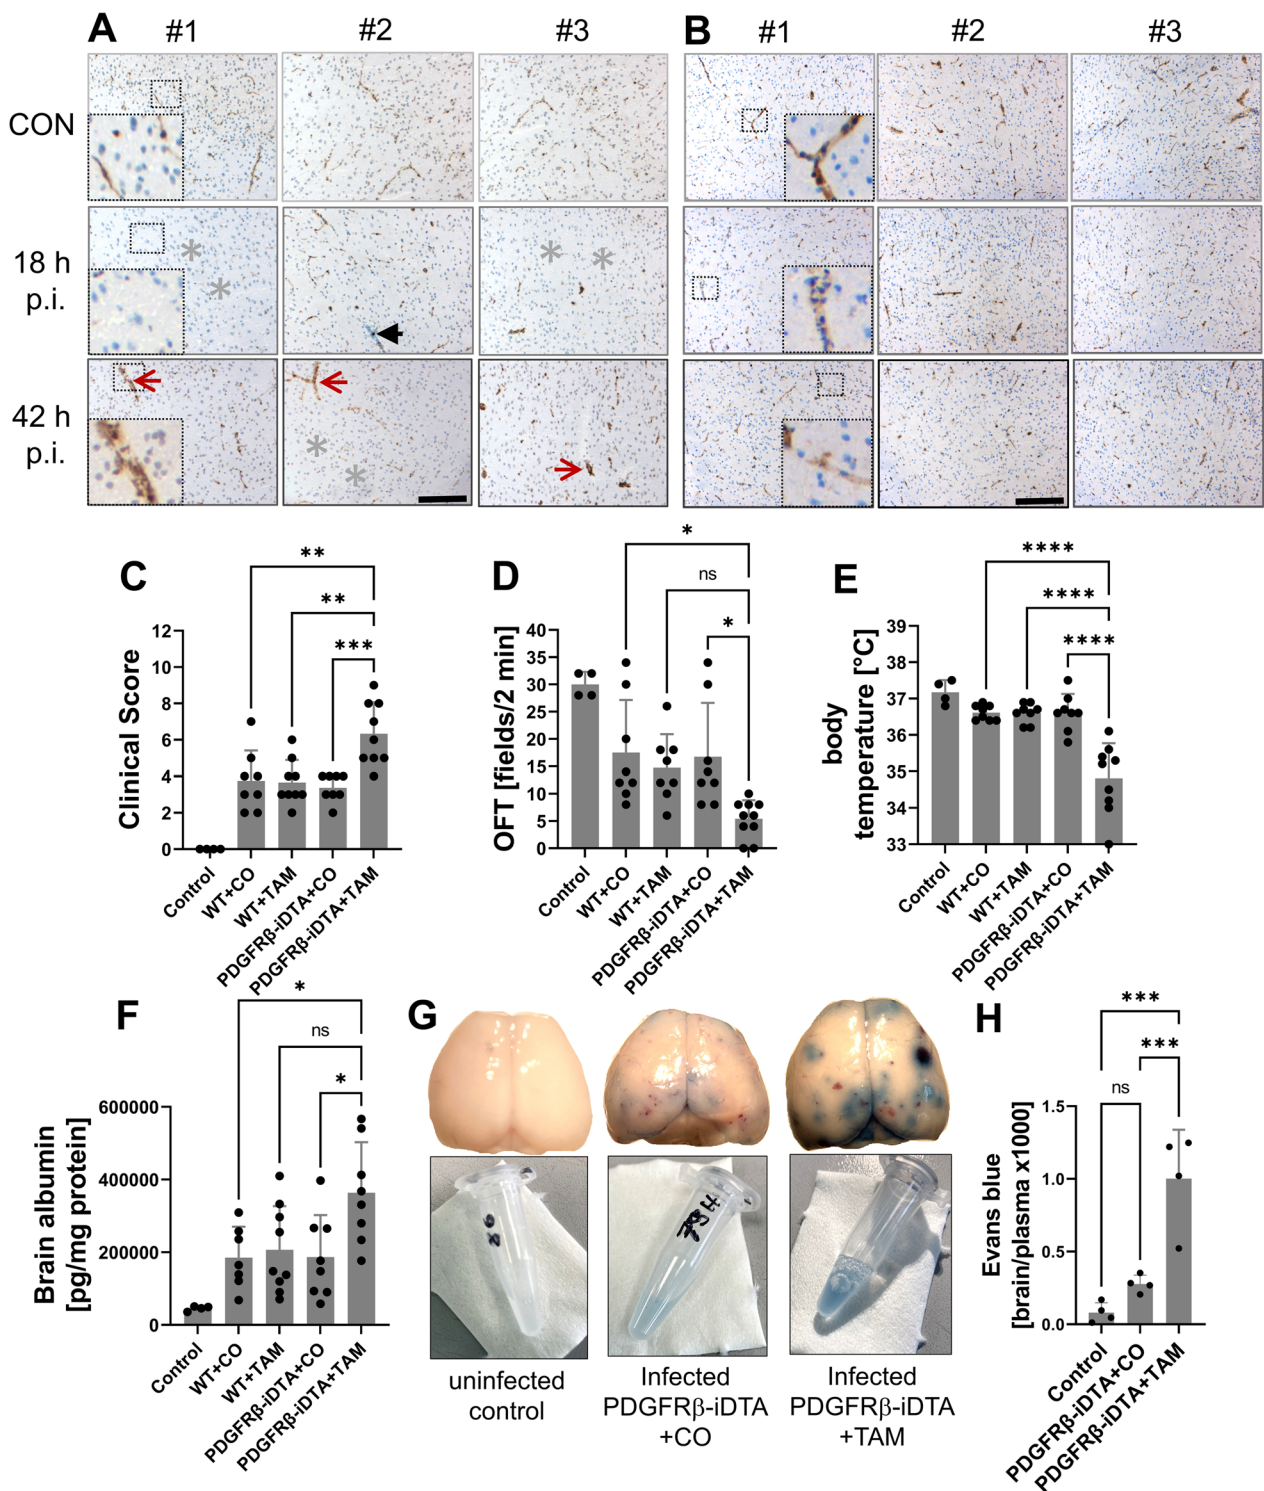 A
#1
#2
#3
B
#1
#2
#3
CON
18 h
p.i.
42 h
p.i.
*
*
*
*
*
*
C
**
**
***
Clinical Score
12
10
8
6
4
2
0
Control
WT+CO
WT+TAM
PDGFRβ-iDTA+CO
PDGFRβ-iDTA+TAM
D
*
ns
*
OFT [fields/2 min]
40
35
30
25
20
15
10
5
0
Control
WT+CO
WT+TAM
PDGFRβ-iDTA+CO
PDGFRβ-iDTA+TAM
E
****
****
****
body
temperature [°C]
39
38
37
36
35
34
33
Control
WT+CO
WT+TAM
PDGFRβ-iDTA+CO
PDGFRβ-iDTA+TAM
F
*
ns
*
Brain albumin
[pg/mg protein]
600000
400000
200000
0
Control
WT+CO
WT+TAM
PDGFRβ-iDTA+CO
PDGFRβ-iDTA+TAM
G
uninfected
control
Infected
PDGFRβ-iDTA
+CO
Infected
PDGFRβ-iDTA
+TAM
H
***
***
ns
Evans blue
[brain/plasma x1000]
1.5
1.0
0.5
0.0
Control
PDGFRβ-iDTA+CO
PDGFRβ-iDTA+TAM